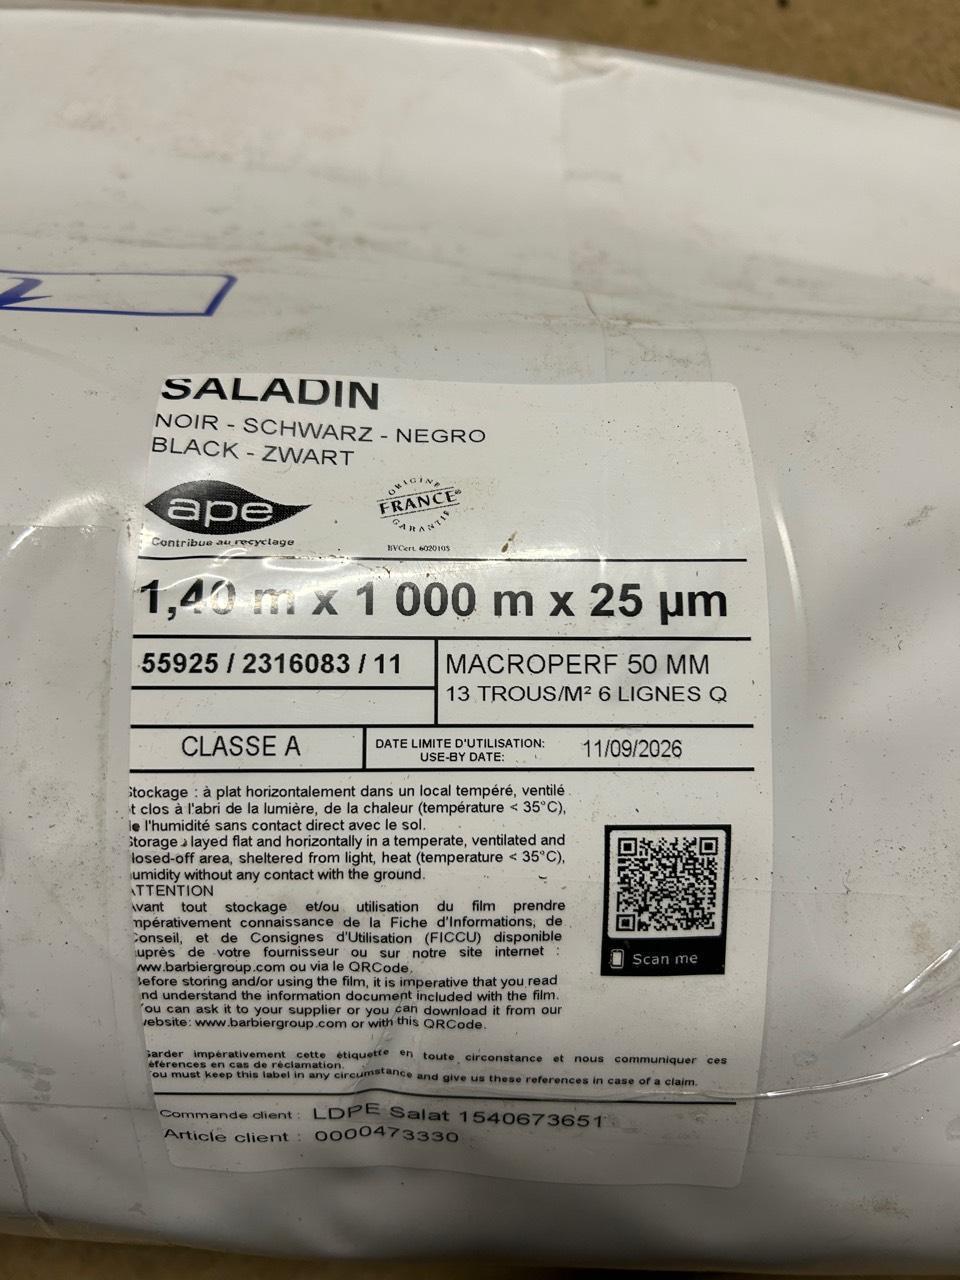 SALADIN
NOIR - SCHWARZ - NEGRO
BLACK - ZWART
ape
Contribue au recyclage
ORIGINE
FRANCE®
GARANTIE
BVCert. 6020103
1,40 m x 1 000 m x 25 µm
55925 / 2316083 / 11
MACROPERF 50 MM
13 TROUS/M² 6 LIGNES Q
CLASSE A
DATE LIMITE D'UTILISATION:
USE-BY DATE:
11/09/2026
Stockage : à plat horizontalement dans un local tempéré, ventilé
t clos à l'abri de la lumière, de la chaleur (température < 35°C),
e l'humidité sans contact direct avec le sol.
Storage : layed flat and horizontally in a temperate, ventilated and
losed-off area, sheltered from light, heat (temperature < 35°C),
umidity without any contact with the ground.
ATTENTION
Avant tout stockage et/ou utilisation du film prendre
mpérativement connaissance de la Fiche d'Informations, de
Conseil, et de Consignes d'Utilisation (FICCU) disponible
uprès de votre fournisseur ou sur notre site internet :
www.barbiergroup.com ou via le QRCode.
Before storing and/or using the film, it is imperative that you read
nd understand the information document included with the film.
You can ask it to your supplier or you can download it from our
website: www.barbiergroup.com or with this QRCode.
Scan me
Garder impérativement cette étiquette en toute circonstance et nous communiquer ces
éférences en cas de réclamation.
You must keep this label in any circumstance and give us these references in case of a claim.
Commande client : LDPE Salat 1540673651
Article client : 0000473330